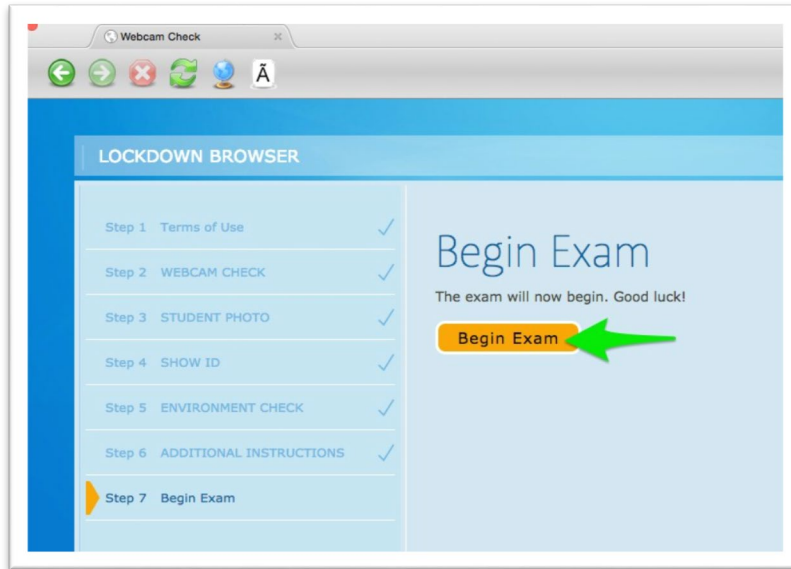 Webcam Check
Ã
LOCKDOWN BROWSER
Step 1 Terms of Use
Step 2 WEBCAM CHECK
Step 3 STUDENT PHOTO
Step 4 SHOW ID
Step 5 ENVIRONMENT CHECK
Step 6 ADDITIONAL INSTRUCTIONS
Step 7 Begin Exam
Begin Exam
The exam will now begin. Good luck!
Begin Exam